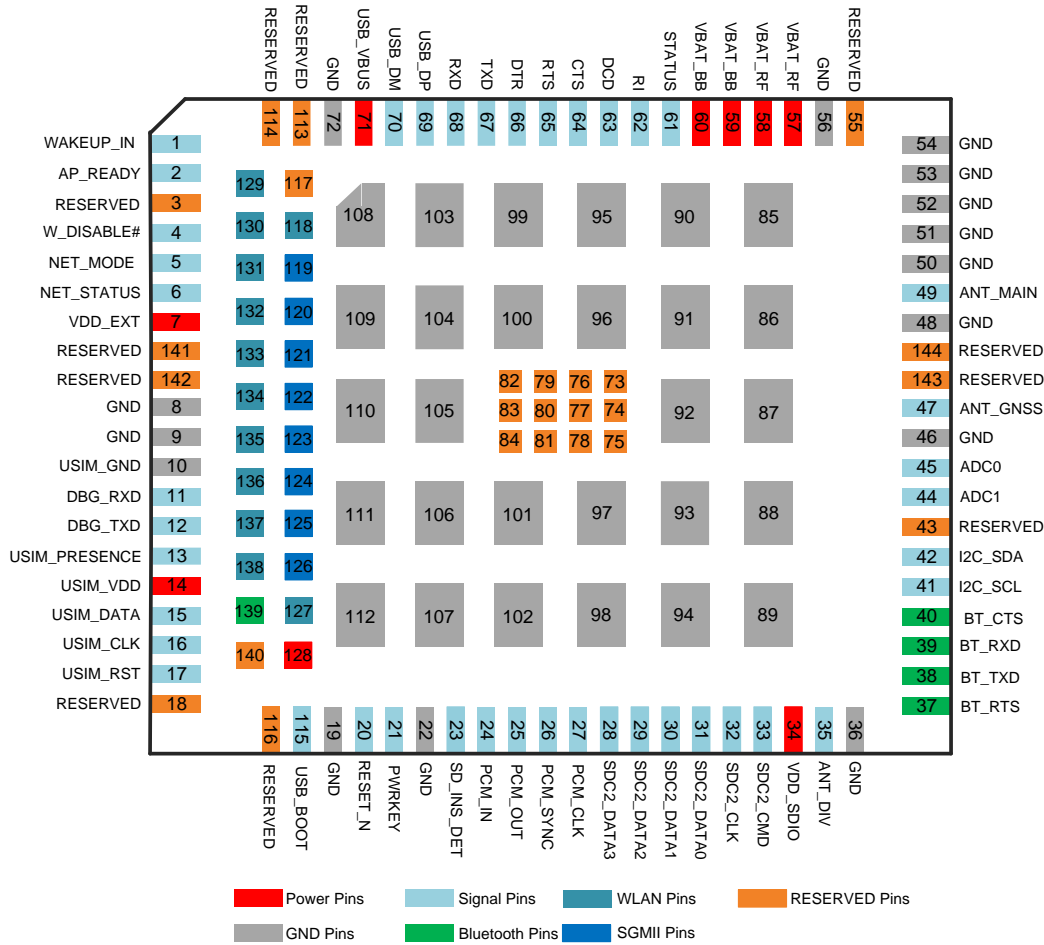 RESERVED
RESERVED
GND
USB_VBUS
USB_DM
USB_DP
RXD
TXD
DTR
RTS
CTS
DCD
RI
STATUS
VBAT_BB
VBAT_BB
VBAT_RF
VBAT_RF
GND
RESERVED
114
113
72
71
70
69
68
67
66
65
64
63
62
61
60
59
58
57
56
55
WAKEUP_IN 1
AP_READY 2
RESERVED 3
W_DISABLE# 4
NET_MODE 5
NET_STATUS 6
VDD_EXT 7
RESERVED 141
RESERVED 142
GND 8
GND 9
USIM_GND 10
DBG_RXD 11
DBG_TXD 12
USIM_PRESENCE 13
USIM_VDD 14
USIM_DATA 15
USIM_CLK 16
USIM_RST 17
RESERVED 18
129 117
130 118
131 119
132 120
133 121
134 122
135 123
136 124
137 125
138 126
139 127
140 128
108 103 99 95 90 85
109 104 100 96 91 86
110 105
82 79 76 73
83 80 77 74
84 81 78 75
92 87
111 106 101 97 93 88
112 107 102 98 94 89
54 GND
53 GND
52 GND
51 GND
50 GND
49 ANT_MAIN
48 GND
144 RESERVED
143 RESERVED
47 ANT_GNSS
46 GND
45 ADC0
44 ADC1
43 RESERVED
42 I2C_SDA
41 I2C_SCL
40 BT_CTS
39 BT_RXD
38 BT_TXD
37 BT_RTS
116
115
19
20
21
22
23
24
25
26
27
28
29
30
31
32
33
34
35
36
RESERVED
USB_BOOT
GND
RESET_N
PWRKEY
GND
SD_INS_DET
PCM_IN
PCM_OUT
PCM_SYNC
PCM_CLK
SDC2_DATA3
SDC2_DATA2
SDC2_DATA1
SDC2_DATA0
SDC2_CLK
SDC2_CMD
VDD_SDIO
ANT_DIV
GND
Power Pins Signal Pins WLAN Pins RESERVED Pins
GND Pins Bluetooth Pins SGMII Pins